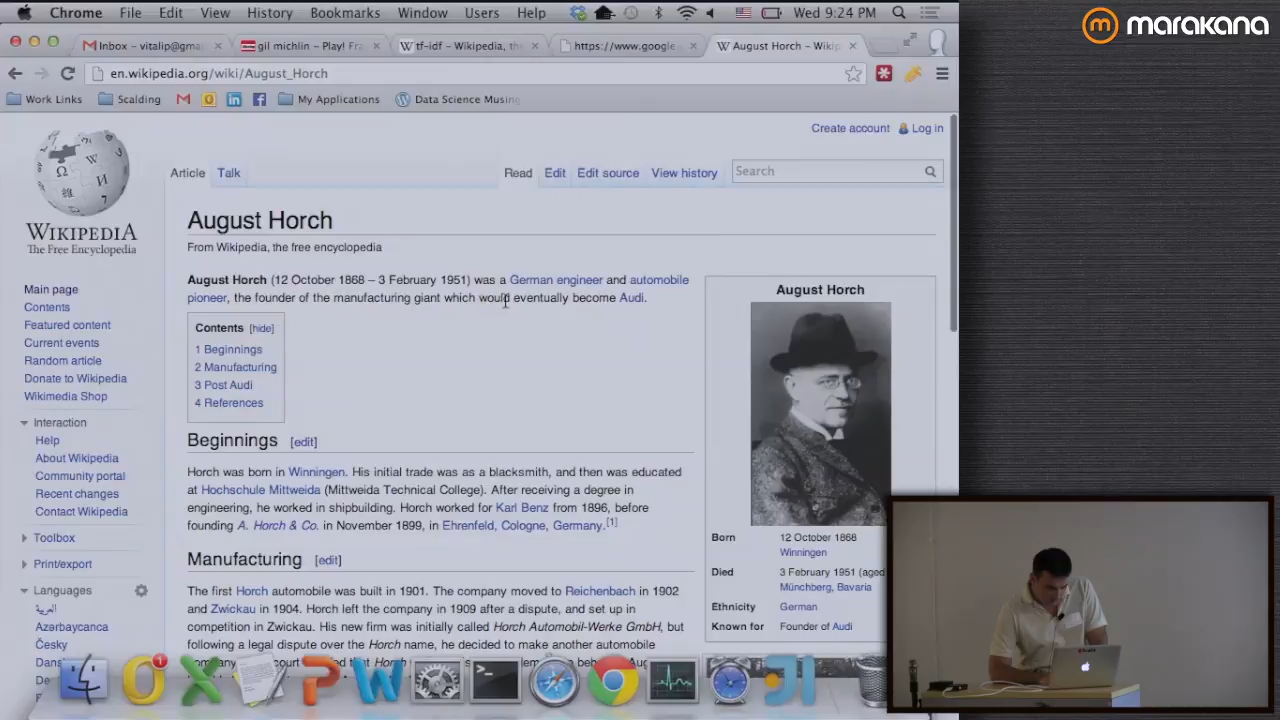 Chrome File Edit View History Bookmarks Window Users Help Wed 9:24 PM
marakana
Inbox – vitalip@gma
gil michlin – Play! Fra
tf-idf – Wikipedia, the
https://www.google
August Horch – Wiki
en.wikipedia.org/wiki/August_Horch
Work Links Scalding My Applications Data Science Musing
Create account Log in
Article Talk Read Edit Edit source View history Search
WIKIPEDIA
The Free Encyclopedia
Main page
Contents
Featured content
Current events
Random article
Donate to Wikipedia
Wikimedia Shop
Interaction
Help
About Wikipedia
Community portal
Recent changes
Contact Wikipedia
Toolbox
Print/export
Languages
العربية
Azərbaycanca
Česky
August Horch
From Wikipedia, the free encyclopedia
August Horch (12 October 1868 – 3 February 1951) was a German engineer and automobile
pioneer, the founder of the manufacturing giant which would eventually become Audi.
Contents [hide]
1 Beginnings
2 Manufacturing
3 Post Audi
4 References
Beginnings [edit]
Horch was born in Winningen. His initial trade was as a blacksmith, and then was educated
at Hochschule Mittweida (Mittweida Technical College). After receiving a degree in
engineering, he worked in shipbuilding. Horch worked for Karl Benz from 1896, before
founding A. Horch & Co. in November 1899, in Ehrenfeld, Cologne, Germany.[1]
Manufacturing [edit]
The first Horch automobile was built in 1901. The company moved to Reichenbach in 1902
and Zwickau in 1904. Horch left the company in 1909 after a dispute, and set up in
competition in Zwickau. His new firm was initially called Horch Automobil-Werke GmbH, but
following a legal dispute over the Horch name, he decided to make another automobile
August Horch
Born 12 October 1868
Winningen
Died 3 February 1951 (aged
Münchberg, Bavaria
Ethnicity German
Known for Founder of Audi
1